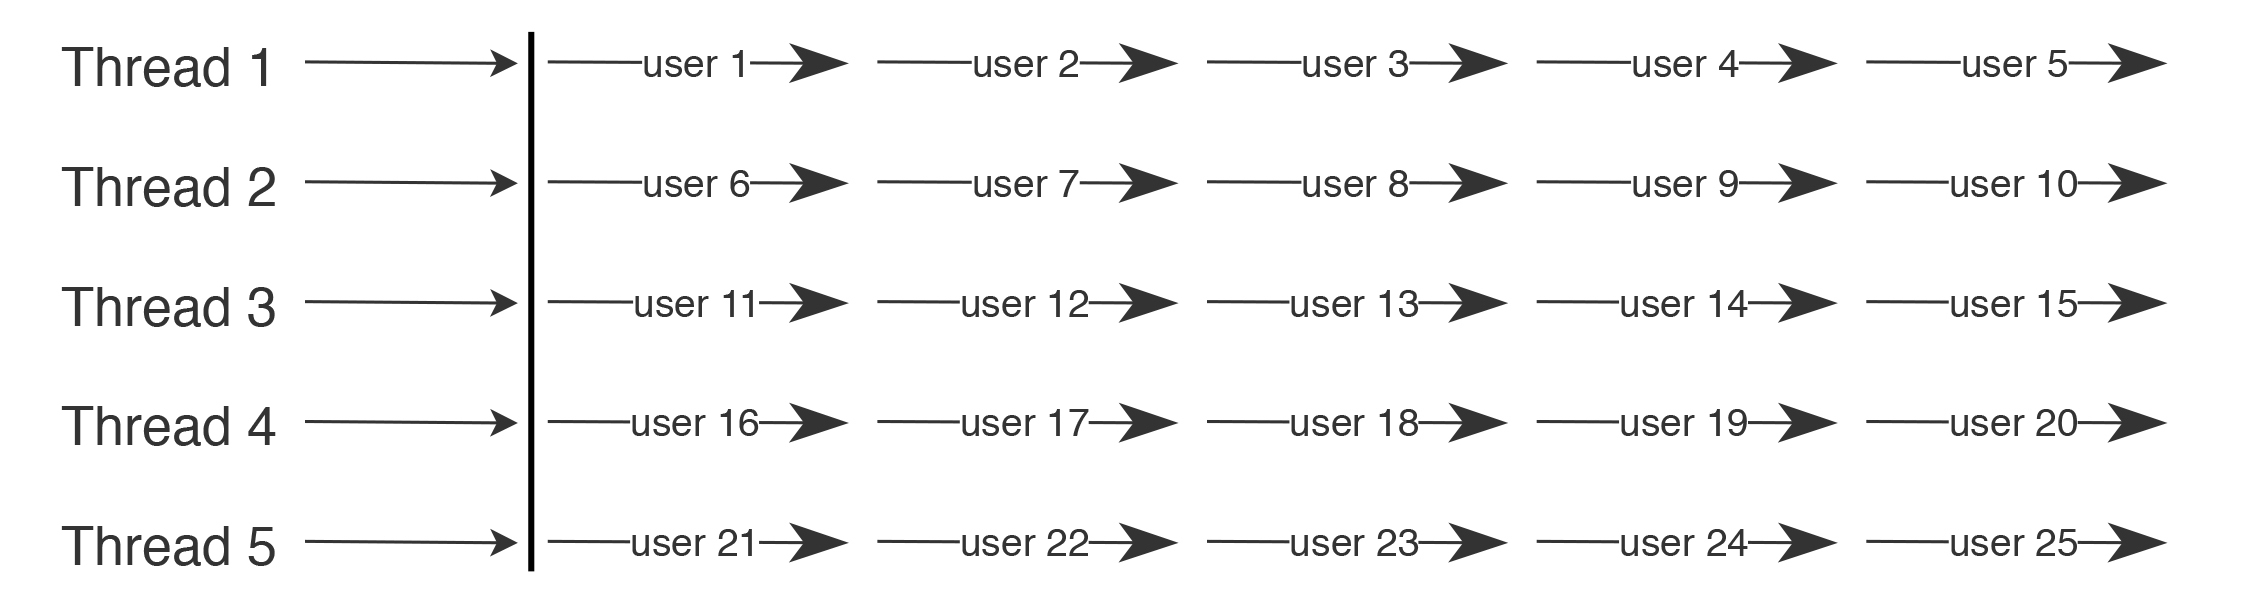 Thread 1 user 1 user 2 user 3 user 4 user 5
Thread 2 user 6 user 7 user 8 user 9 user 10
Thread 3 user 11 user 12 user 13 user 14 user 15
Thread 4 user 16 user 17 user 18 user 19 user 20
Thread 5 user 21 user 22 user 23 user 24 user 25